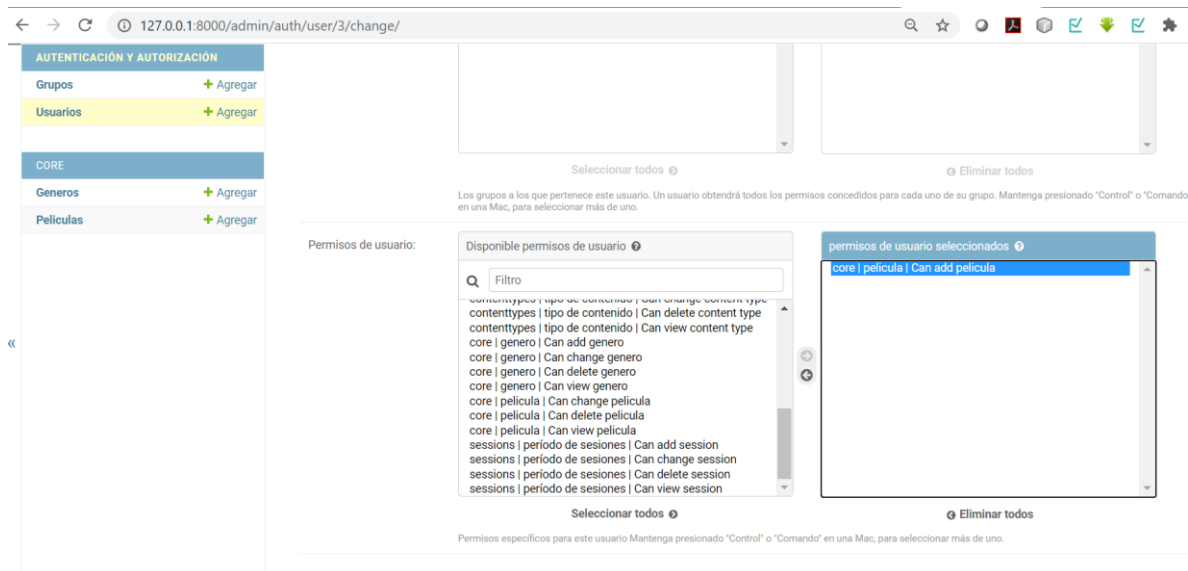 127.0.0.1:8000/admin/auth/user/3/change/
AUTENTICACIÓN Y AUTORIZACIÓN
Grupos + Agregar
Usuarios + Agregar
CORE
Generos + Agregar
Peliculas + Agregar
Seleccionar todos
Eliminar todos
Los grupos a los que pertenece este usuario. Un usuario obtendrá todos los permisos concedidos para cada uno de su grupo. Mantenga presionado "Control" o "Comando
en una Mac, para seleccionar más de uno.
Permisos de usuario:
Disponible permisos de usuario
Filtro
contenttypes | tipo de contenido | Can change content type
contenttypes | tipo de contenido | Can delete content type
contenttypes | tipo de contenido | Can view content type
core | genero | Can add genero
core | genero | Can change genero
core | genero | Can delete genero
core | genero | Can view genero
core | pelicula | Can change pelicula
core | pelicula | Can delete pelicula
core | pelicula | Can view pelicula
sessions | período de sesiones | Can add session
sessions | período de sesiones | Can change session
sessions | período de sesiones | Can delete session
sessions | período de sesiones | Can view session
Seleccionar todos
permisos de usuario seleccionados
core | pelicula | Can add pelicula
Eliminar todos
Permisos específicos para este usuario Mantenga presionado "Control" o "Comando" en una Mac, para seleccionar más de uno.